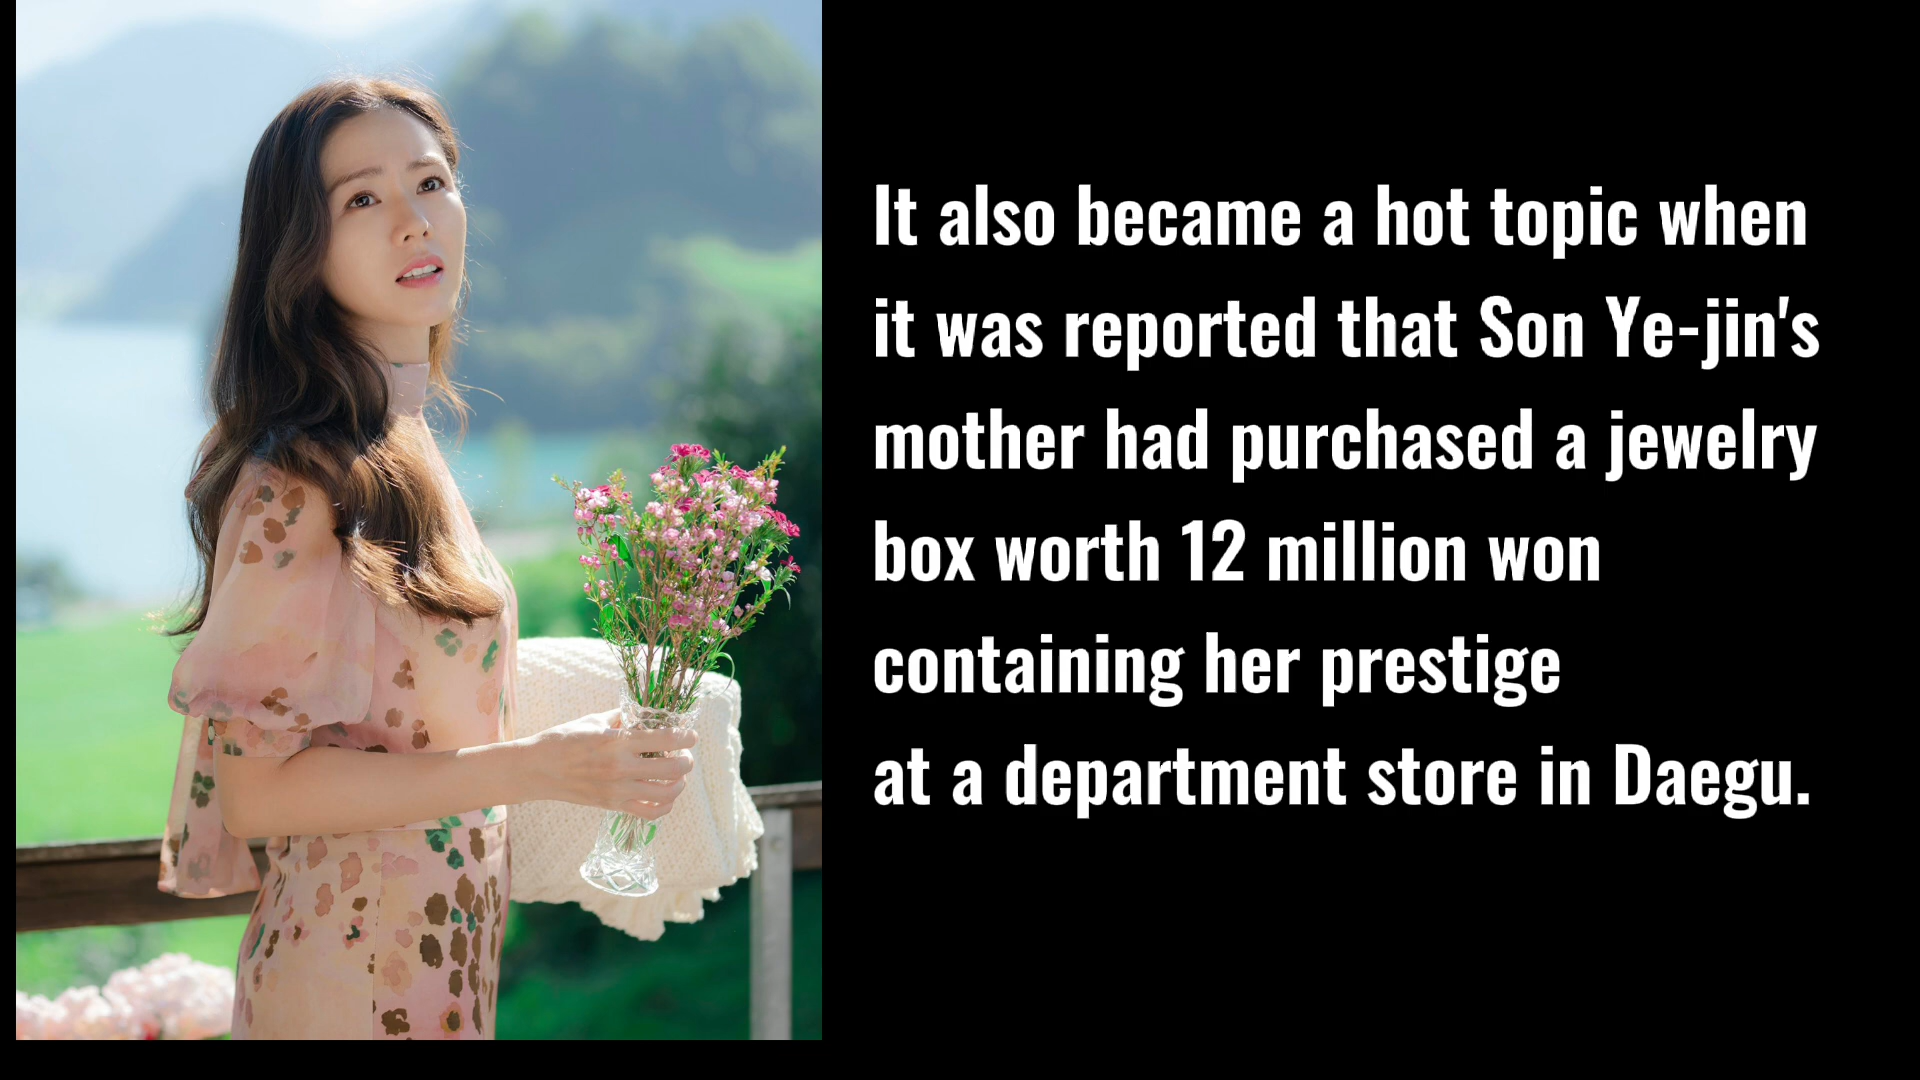 It also became a hot topic when
it was reported that Son Ye-jin's
mother had purchased a jewelry
box worth 12 million won
containing her prestige
at a department store in Daegu.